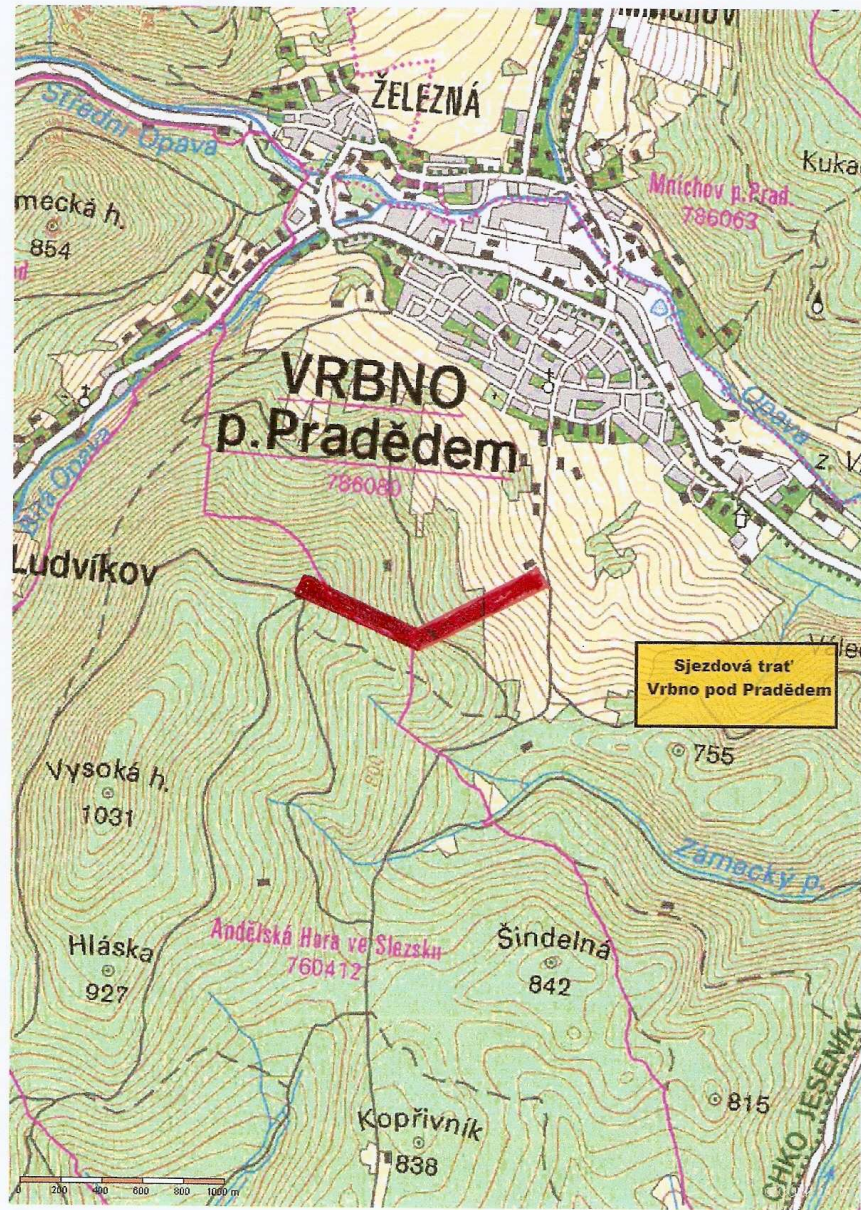 ŽELEZNÁ
Střední Opava
Mnichov p.Prad.
786063
854
VRBNO
p.Pradědem
786080
Bílá Opava
Opava
Ludvíkov
Sjezdová trať
Vrbno pod Pradědem
755
Vysoká h.
1031
Zámecký p.
Andělská Hora ve Slezsku
760412
Hláska
927
Šindelná
842
815
Kopřivník
838
CHKO JESENÍKY
0 200 400 600 800 1000 m